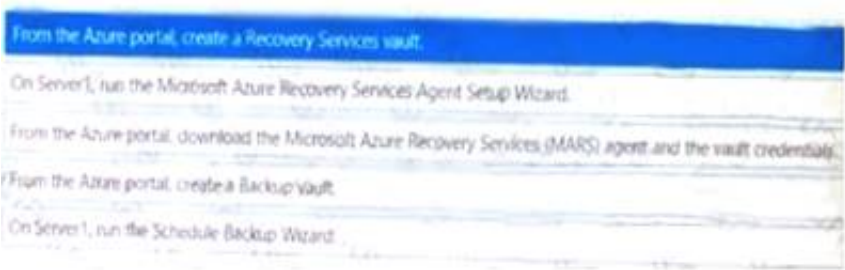 From the Azure portal, create a Recovery Services vault.
On Server1, run the Microsoft Azure Recovery Services Agent Setup Wizard.
From the Azure portal, download the Microsoft Azure Recovery Services (MARS) agent and the vault credentials.
From the Azure portal, create a Backup Vault.
On Server1, run the Schedule Backup Wizard.